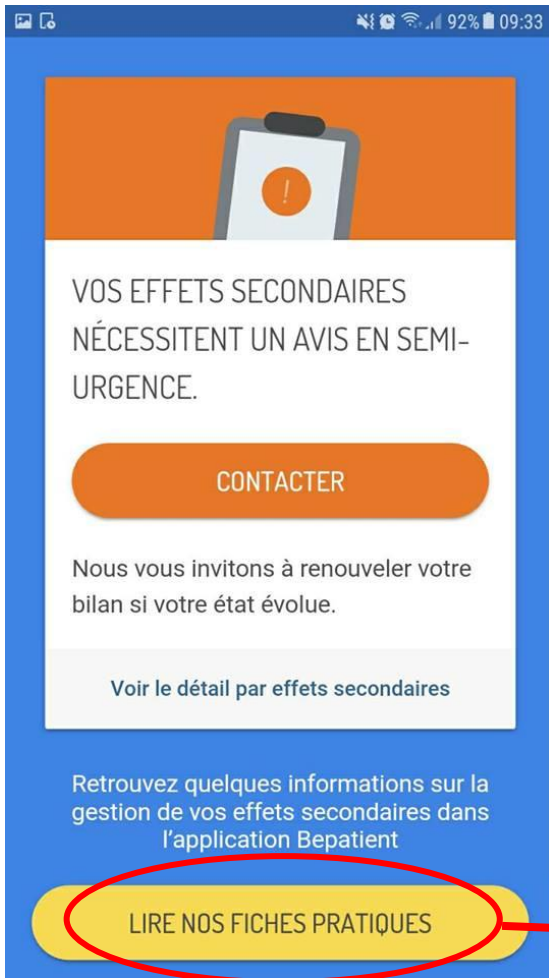 92% 09:33
!
VOS EFFETS SECONDAIRES
NÉCESSITENT UN AVIS EN SEMI-
URGENCE.
CONTACTER
Nous vous invitons à renouveler votre
bilan si votre état évolue.
Voir le détail par effets secondaires
Retrouvez quelques informations sur la
gestion de vos effets secondaires dans
l'application Bepatient
LIRE NOS FICHES PRATIQUES